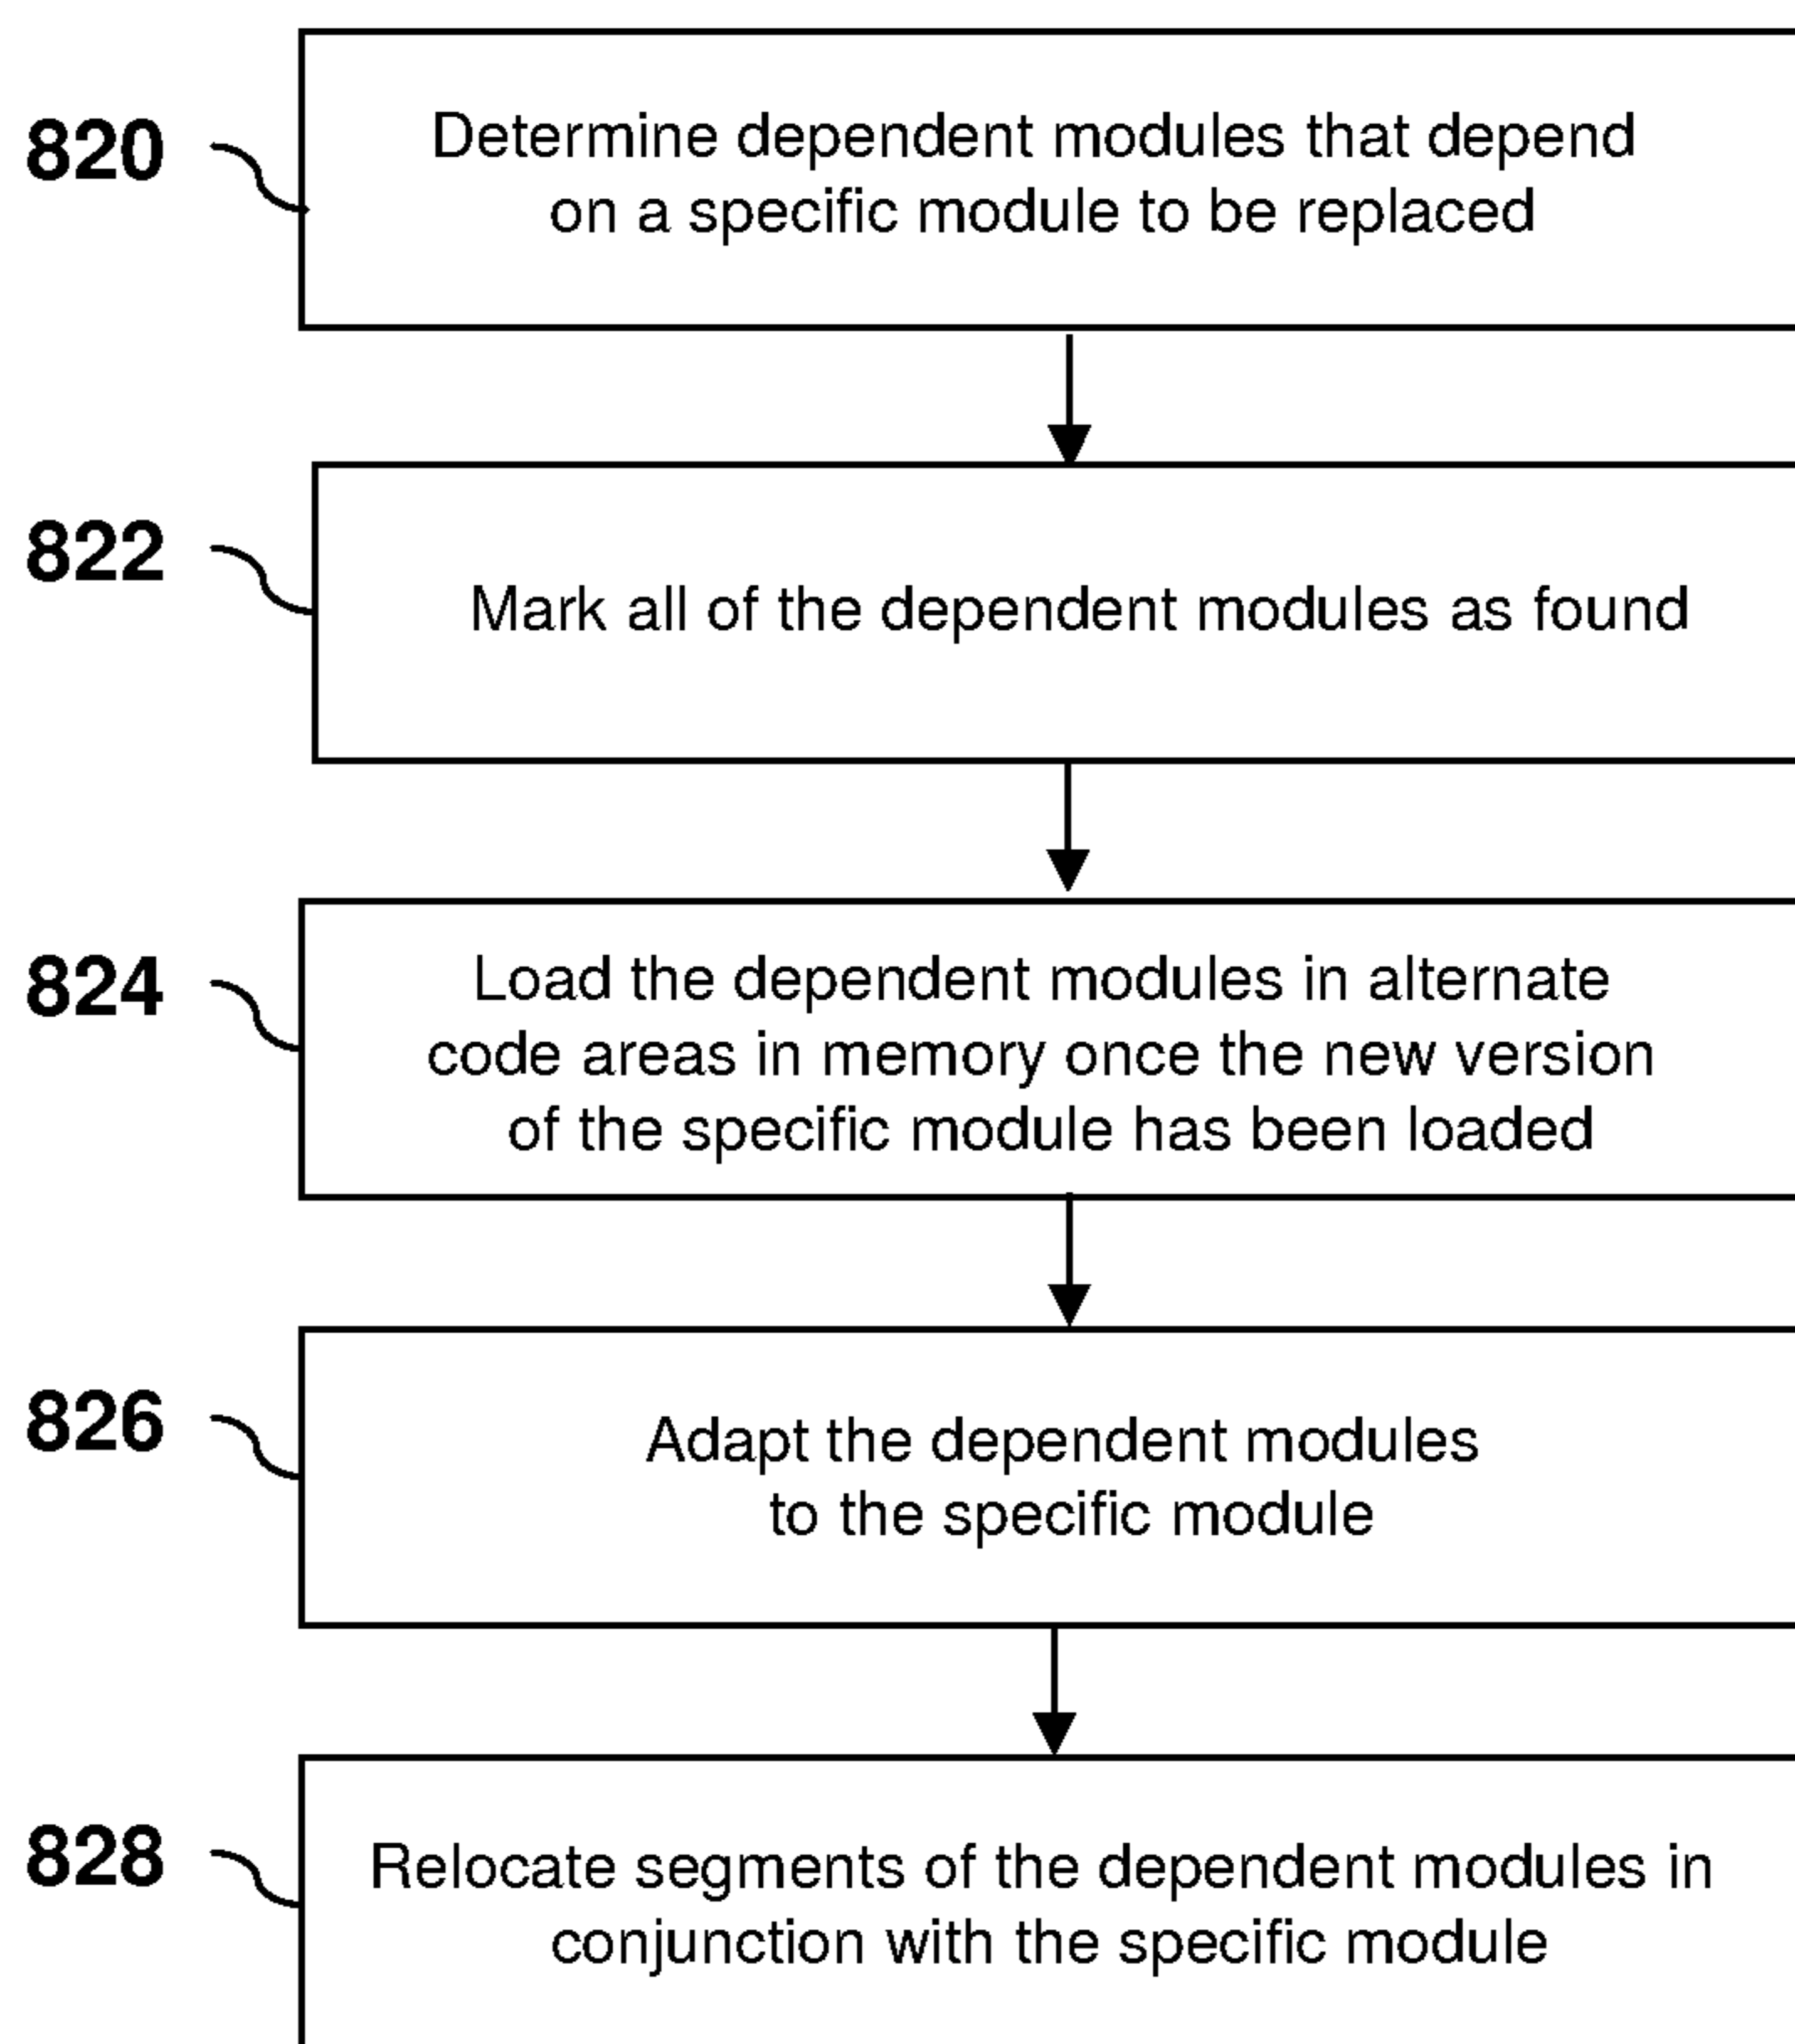 820
Determine dependent modules that depend
on a specific module to be replaced
822
Mark all of the dependent modules as found
824
Load the dependent modules in alternate
code areas in memory once the new version
of the specific module has been loaded
826
Adapt the dependent modules
to the specific module
828
Relocate segments of the dependent modules in
conjunction with the specific module